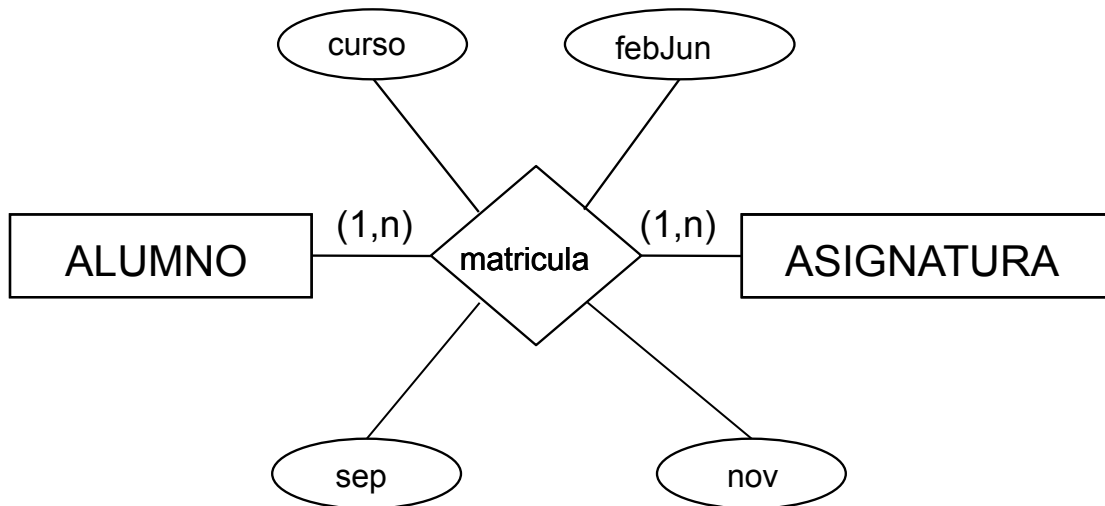 curso
febJun
ALUMNO
(1,n)
matricula
(1,n)
ASIGNATURA
sep
nov